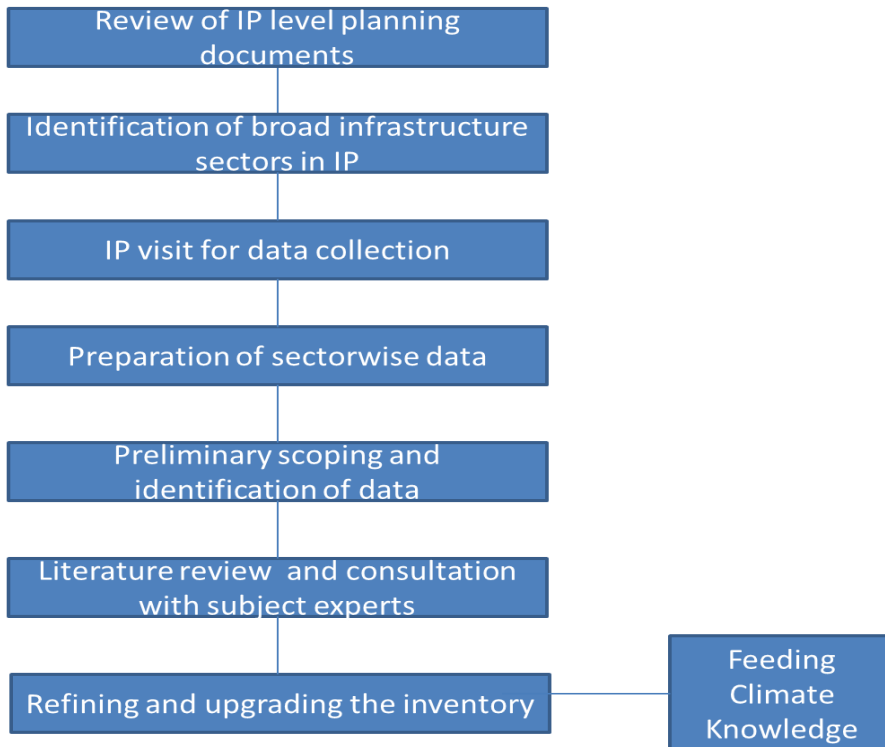 Review of IP level planning
documents
Identification of broad infrastructure
sectors in IP
IP visit for data collection
Preparation of sectorwise data
Preliminary scoping and
identification of data
Literature review  and consultation
with subject experts
Refining and upgrading the inventory
Feeding
Climate
Knowledge